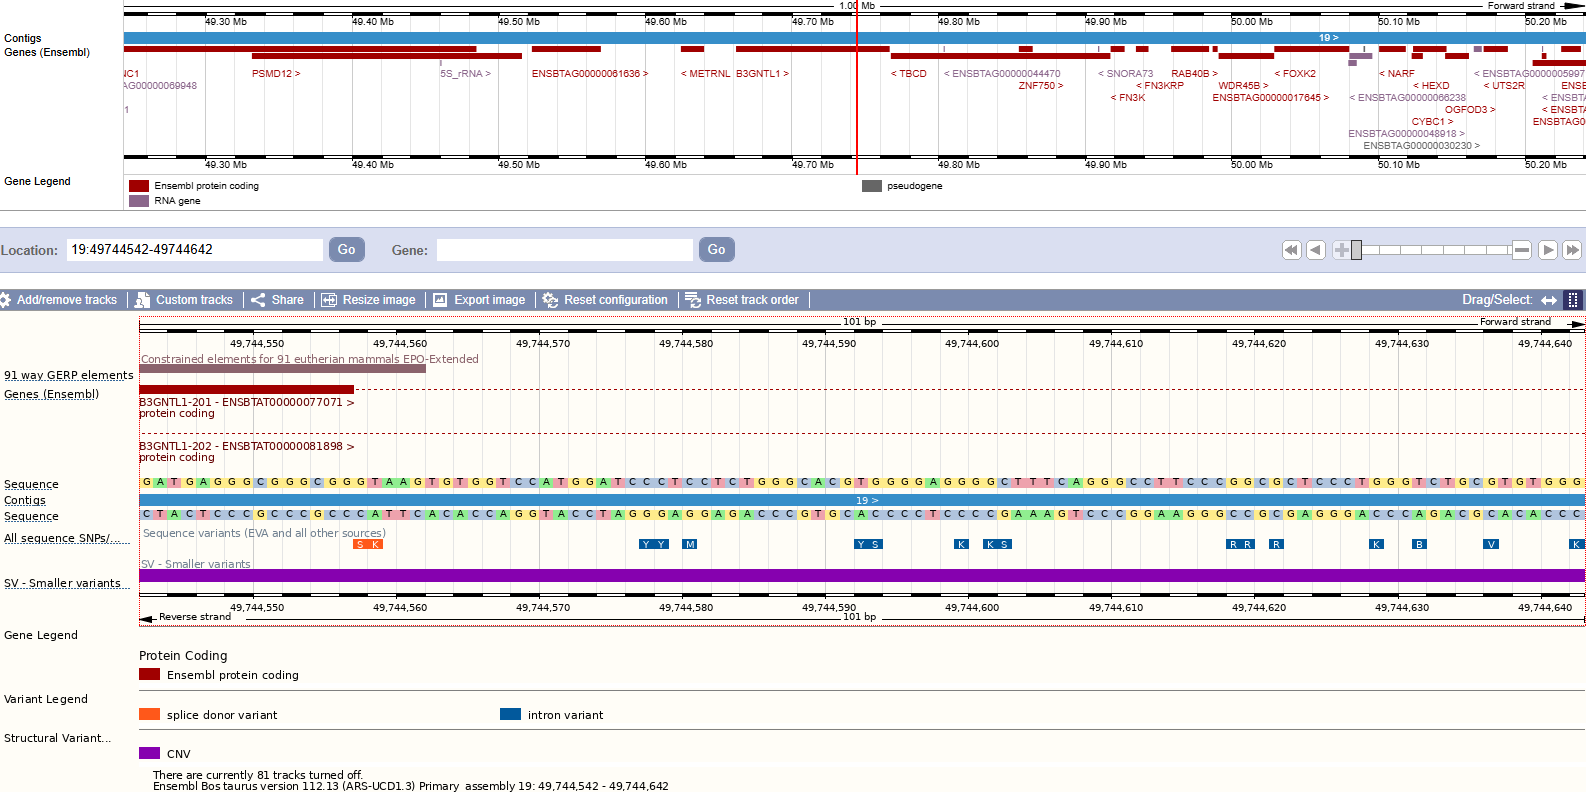 1.00 Mb Forward strand
49.30 Mb 49.40 Mb 49.50 Mb 49.60 Mb 49.70 Mb 49.80 Mb 49.90 Mb 50.00 Mb 50.10 Mb 50.20 Mb
Contigs 19 >
Genes (Ensembl)
NC1 PSMD12 > 5S_rRNA > ENSBTAG00000061636 > < METRNL B3GNTL1 > < TBCD < ENSBTAG00000044470 < SNORA73 RAB40B > < FOXK2 < NARF < ENSBTAG0000005997
AG00000069948 ZNF750 > < FN3KRP WDR45B > < HEXD < UTS2R ENSE
< FN3K ENSBTAG00000017645 > < ENSBTAG00000066238 < ENSBT
1 OGFOD3 > < ENSBTA
CYBC1 > ENSBTAG0
ENSBTAG00000048918 >
ENSBTAG00000030230 >
49.30 Mb 49.40 Mb 49.50 Mb 49.60 Mb 49.70 Mb 49.80 Mb 49.90 Mb 50.00 Mb 50.10 Mb 50.20 Mb
Gene Legend Ensembl protein coding pseudogene
RNA gene
Location: 19:49744542-49744642 Go Gene: Go
Add/remove tracks Custom tracks Share Resize image Export image Reset configuration Reset track order Drag/Select:
101 bp Forward strand
49,744,550 49,744,560 49,744,570 49,744,580 49,744,590 49,744,600 49,744,610 49,744,620 49,744,630 49,744,640
Constrained elements for 91 eutherian mammals EPO-Extended
91 way GERP elements
Genes (Ensembl)
B3GNTL1-201 - ENSBTAT00000077071 >
protein coding
B3GNTL1-202 - ENSBTAT00000081898 >
protein coding
Sequence G A T G A G G G C G G G C G G G T A A G T G T G G T C C A T G G A T C C C T C C T C T G G G C A C G T G G G G A G G G G C T T T C A G G G C C T T C C C G G C G C T C C C T G G G T C T G C G T G T G G G
Contigs 19 >
Sequence C T A C T C C C G C C C G C C C A T T C A C A C C A G G T A C C T A G G G A G G A G A C C C G T G C A C C C C T C C C C G A A A G T C C C G G A A G G G C C G C G A G G G A C C C A G A C G C A C A C C C
Sequence variants (EVA and all other sources)
All sequence SNPs/... S K Y Y M Y S K K S R R R K B V K
SV - Smaller variants
SV - Smaller variants
49,744,550 49,744,560 49,744,570 49,744,580 49,744,590 49,744,600 49,744,610 49,744,620 49,744,630 49,744,640
Reverse strand 101 bp
Gene Legend
Protein Coding
Ensembl protein coding
Variant Legend
splice donor variant intron variant
Structural Variant...
CNV
There are currently 81 tracks turned off.
Ensembl Bos taurus version 112.13 (ARS-UCD1.3) Primary assembly 19: 49,744,542 - 49,744,642